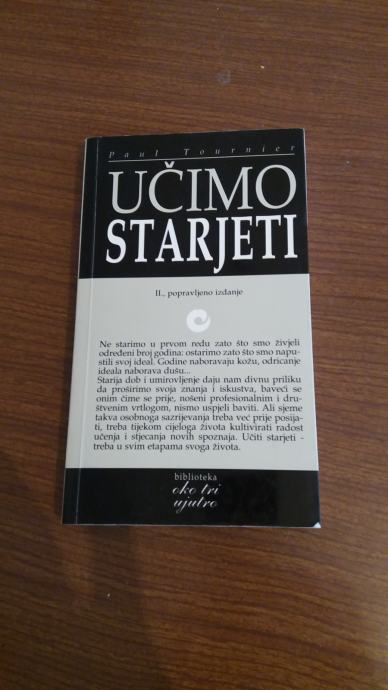 Paul Tournier
UČIMO
STARJETI
II., popravljeno izdanje
Ne starimo u prvom redu zato što smo živjeli
određeni broj godina: ostarimo zato što smo napu-
stili svoj ideal. Godine naboravaju kožu, odricanje
ideala naborava dušu...
Starija dob i umirovljenje daju nam divnu priliku
da proširimo svoja znanja i iskustva, baveći se
onim čime se prije, nošeni profesionalnim i dru-
štvenim vrtlogom, nismo uspjeli baviti. Ali sjeme
takva osobnoga sazrijevanja treba već prije posija-
ti, treba tijekom cijeloga života kultivirati radost
učenja i stjecanja novih spoznaja. Učiti starjeti -
treba u svim etapama svoga života.
biblioteka
oko tri
ujutro